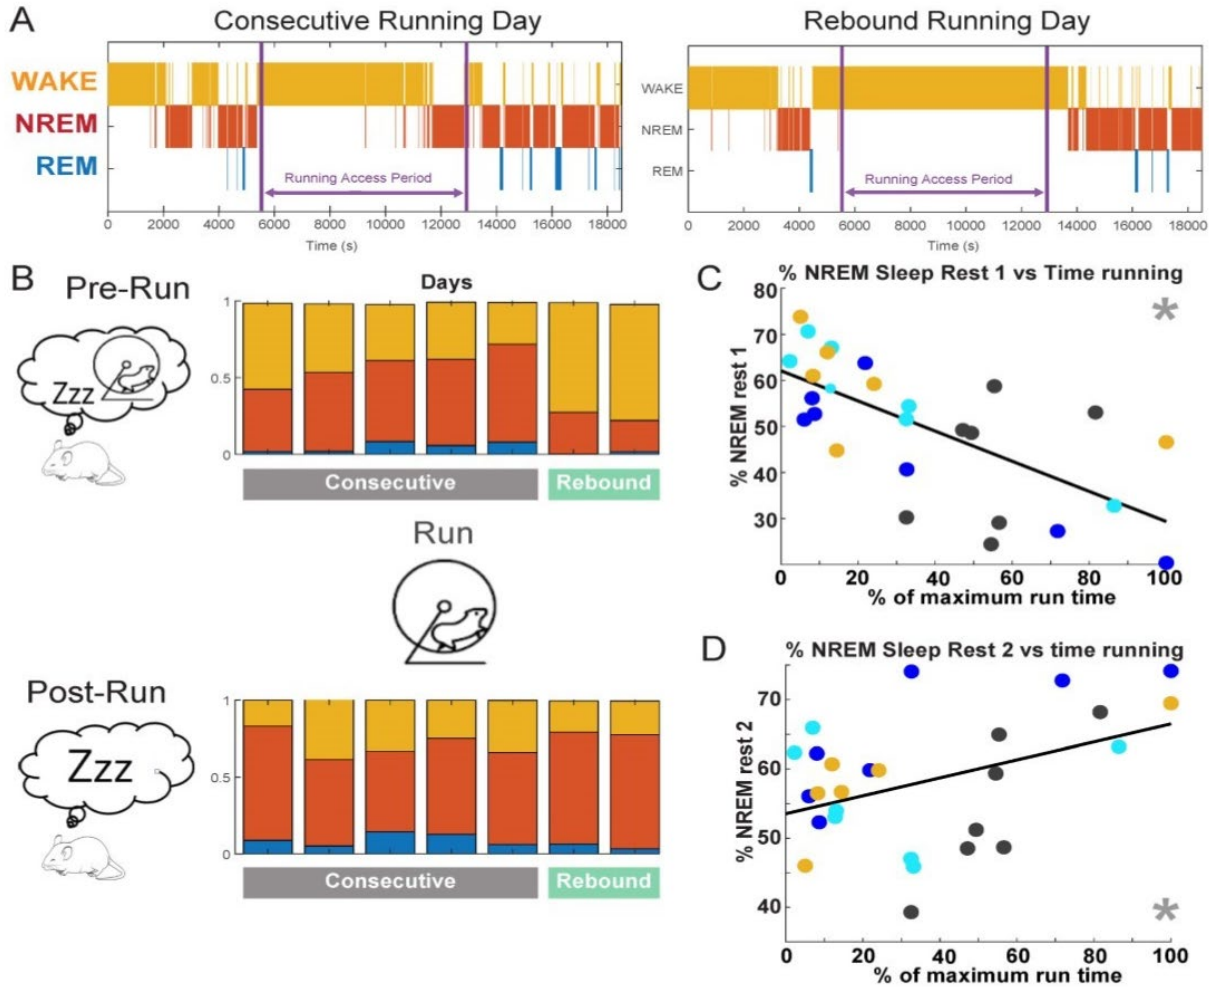 A
Consecutive Running Day
Rebound Running Day
WAKE
NREM
REM
Running Access Period
0 2000 4000 6000 8000 10000 12000 14000 16000 18000
Time (s)
WAKE
NREM
REM
Running Access Period
0 2000 4000 6000 8000 10000 12000 14000 16000 18000
Time (s)
B
Pre-Run
Days
Zzz
1
0.5
0
Consecutive
Rebound
Run
Post-Run
Zzz
1
0.5
0
Consecutive
Rebound
C
% NREM Sleep Rest 1 vs Time running
*
% NREM rest 1
80
70
60
50
40
30
0 20 40 60 80 100
% of maximum run time
D
% NREM Sleep Rest 2 vs time running
% NREM rest 2
70
60
50
40
*
0 20 40 60 80 100
% of maximum run time